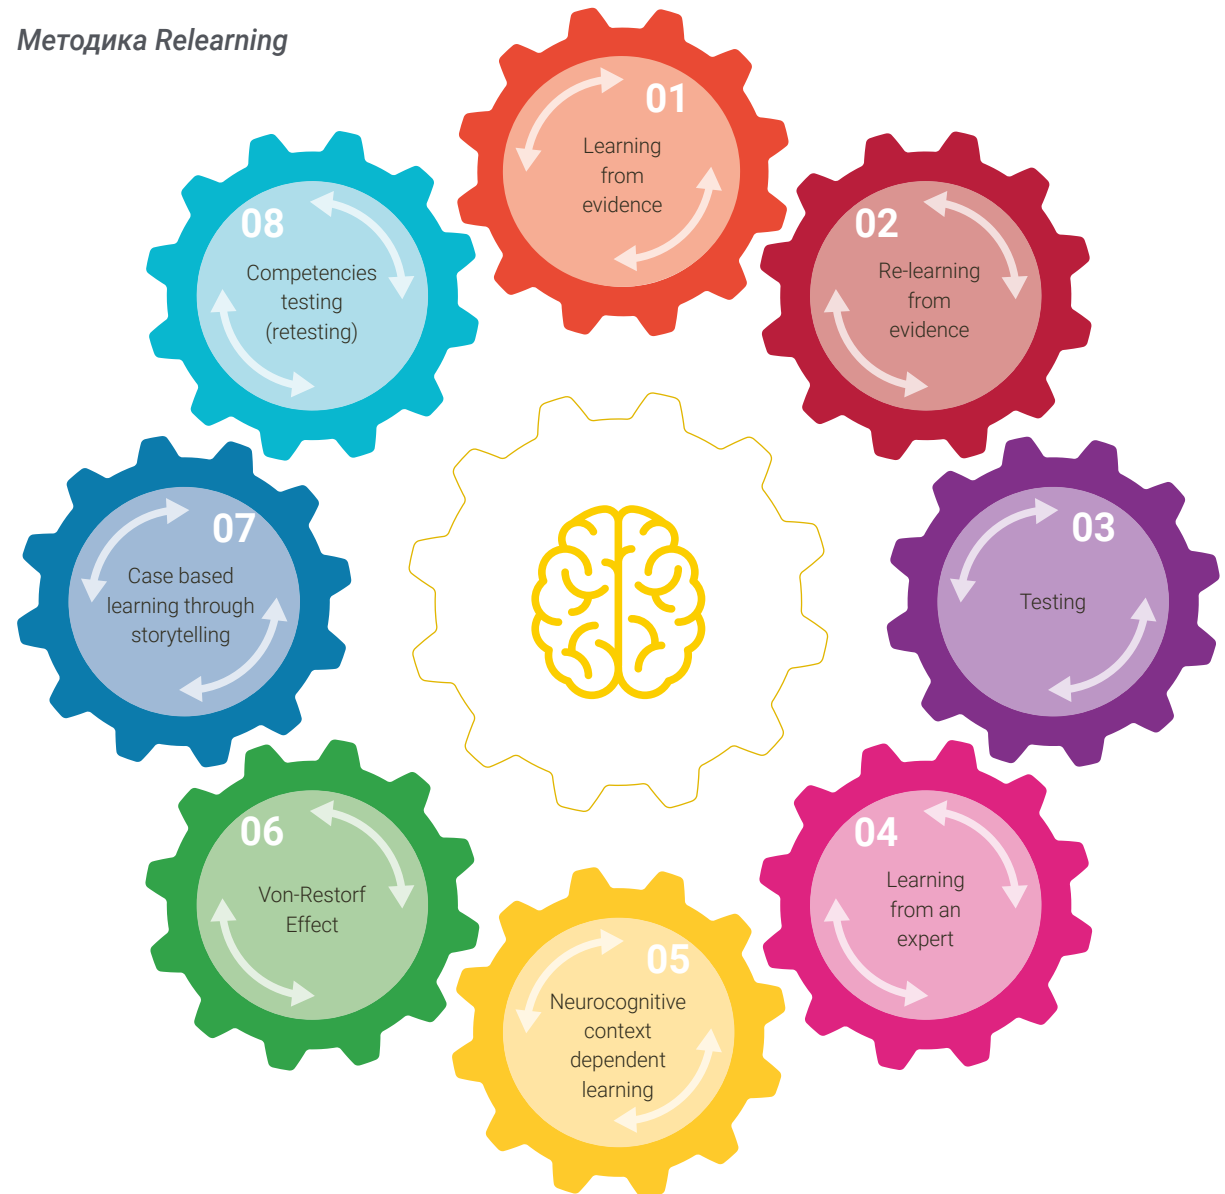 Методика Relearning
01
Learning
from
evidence
02
Re-learning
from
evidence
03
Testing
04
Learning
from an
expert
05
Neurocognitive
context
dependent
learning
06
Von-Restorf
Effect
07
Case based
learning through
storytelling
08
Competencies
testing
(retesting)